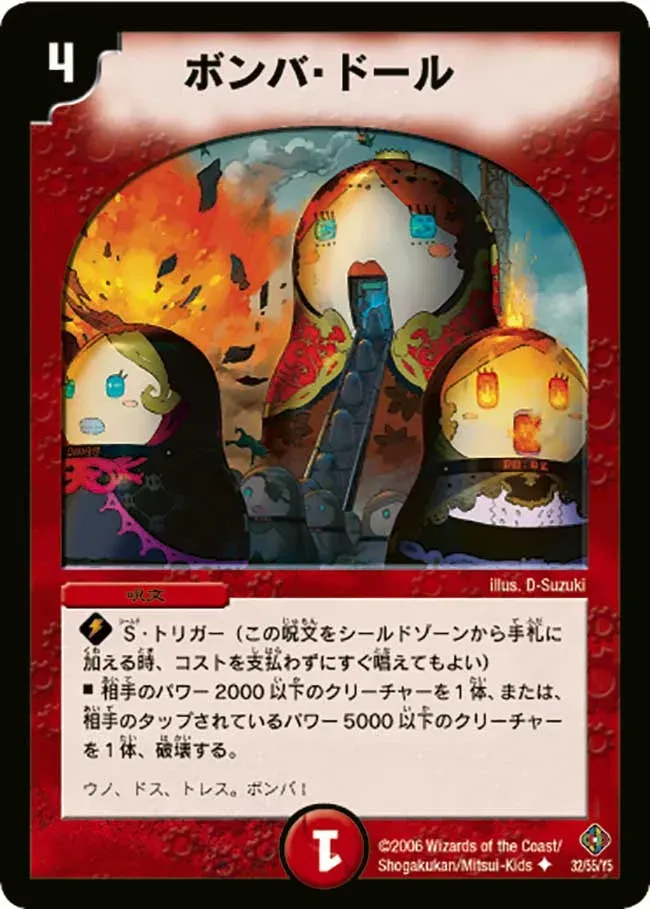 4
ボンバ・ドール
illus. D-Suzuki
呪文
S・トリガー(この呪文をシールドゾーンから手札に
加える時、コストを支払わずにすぐ唱えてもよい)
■ 相手のパワー2000以下のクリーチャーを1体、または、
相手のタップされているパワー5000以下のクリーチャー
を1体、破壊する。
ウノ、ドス、トレス。ボンバ!
1
©2006 Wizards of the Coast/
Shogakukan/Mitsui-Kids
32/55/Y5